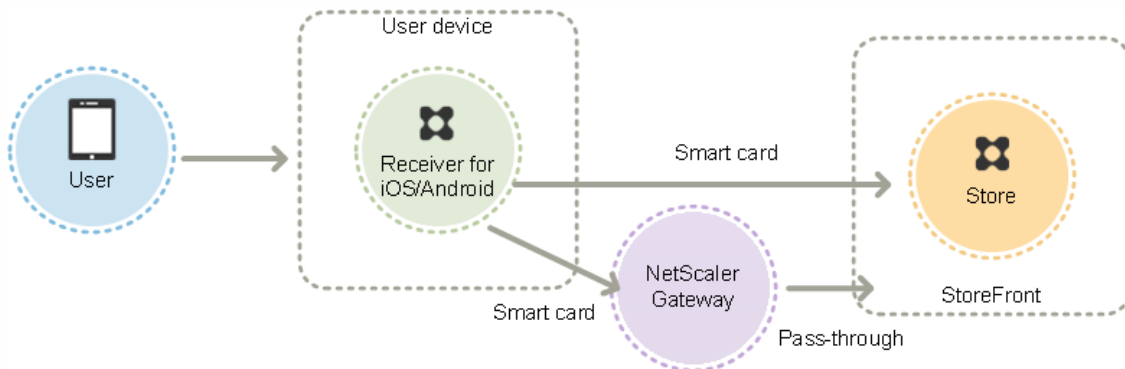 User device
User
Receiver for
iOS/Android
Smart card
Store
NetScaler
Gateway
Smart card
StoreFront
Pass-through